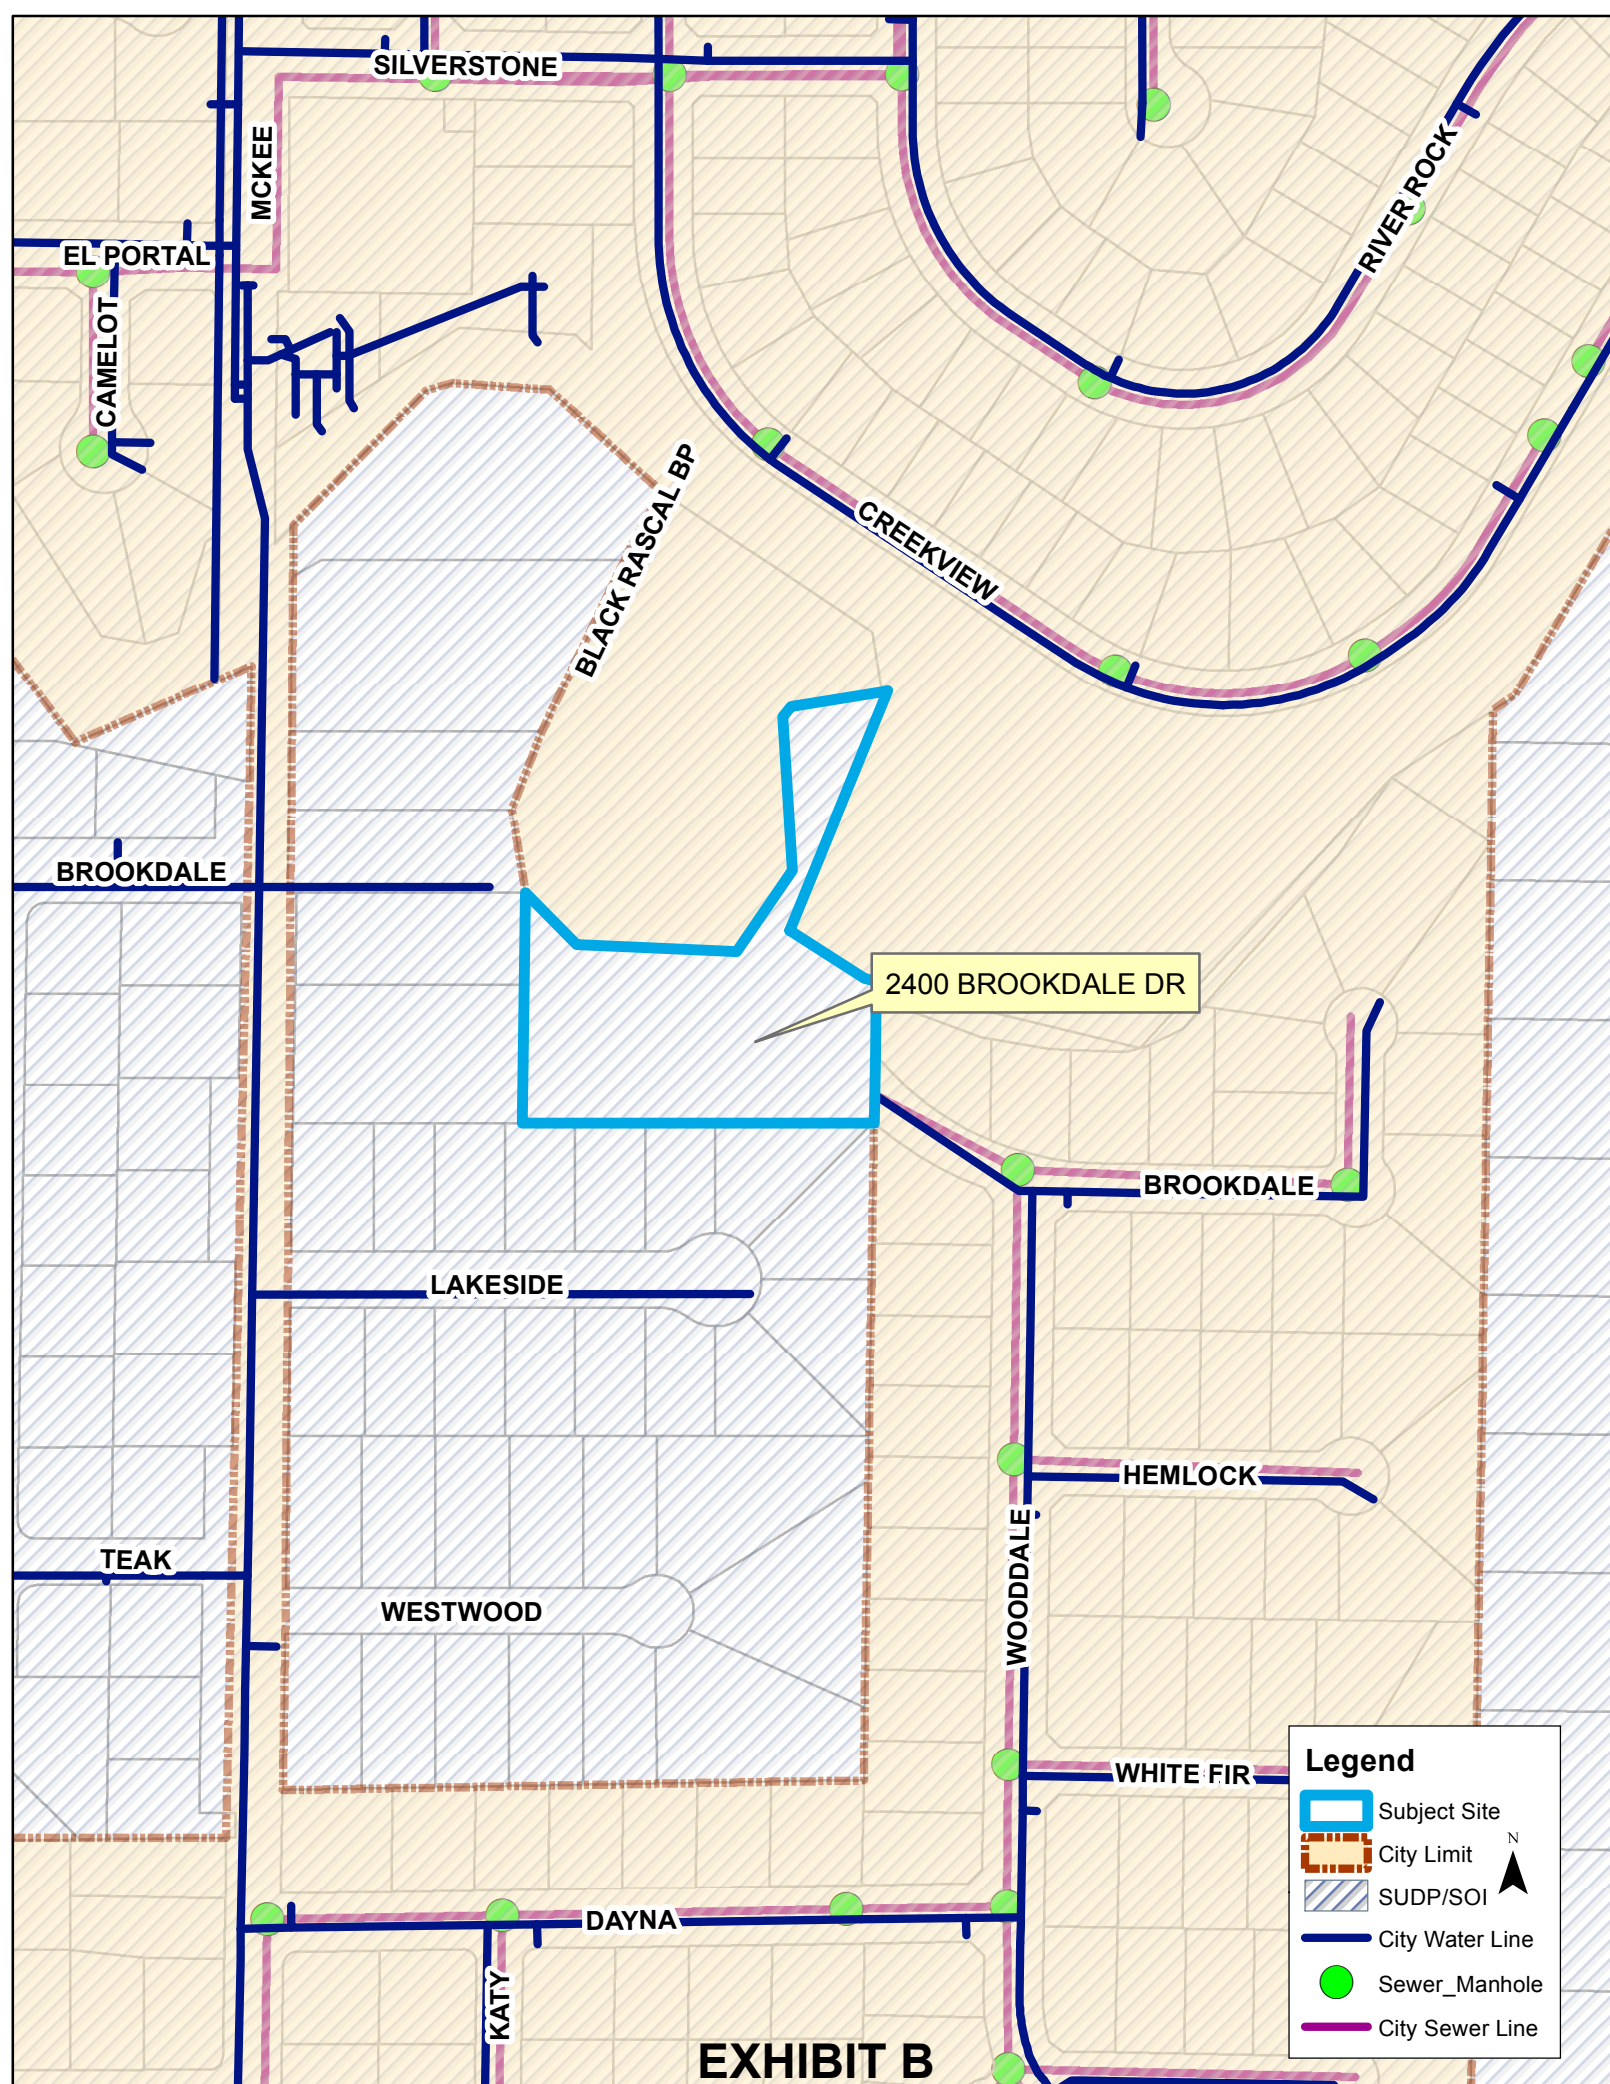 SILVERSTONE
MCKEE
RIVER ROCK
EL PORTAL
CAMELOT
BLACK RASCAL BP
CREEKVIEW
BROOKDALE
2400 BROOKDALE DR
BROOKDALE
LAKESIDE
HEMLOCK
WOODDALE
TEAK
WESTWOOD
WHITE FIR
DAYNA
KATY
Legend
Subject Site
City Limit
N
SUDP/SOI
City Water Line
Sewer_Manhole
City Sewer Line
EXHIBIT B